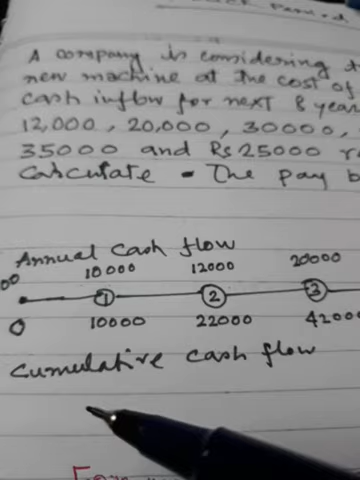 A company is considering
new machine at the cost of
cash inflow for next 8 year
12,000, 20,000, 30000,
35000 and Rs 25000
Calculate - The pay
Annual Cash flow
10000 12000 20000
00 1 2 3
0 10000 22000 42000
Cumulative cash flow